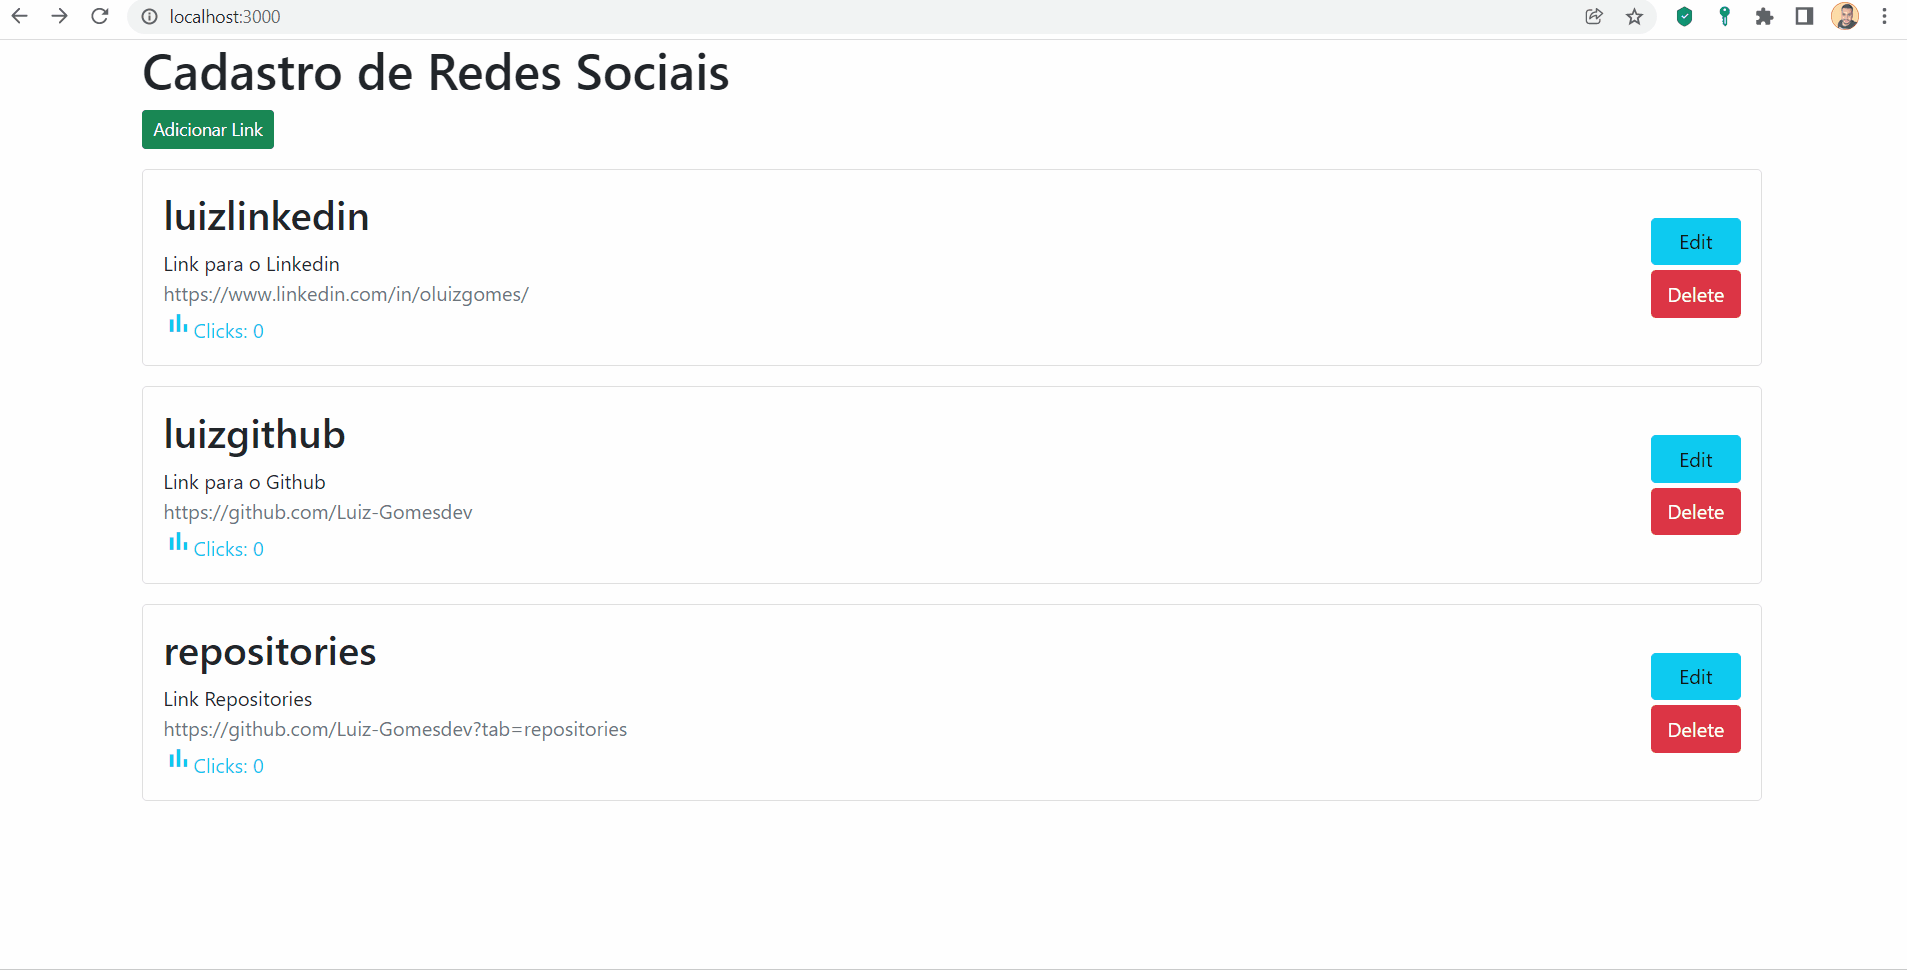 localhost:3000
Cadastro de Redes Sociais
Adicionar Link
luizlinkedin
Link para o Linkedin
https://www.linkedin.com/in/oluizgomes/
Clicks: 0
Edit
Delete
luizgithub
Link para o Github
https://github.com/Luiz-Gomesdev
Clicks: 0
Edit
Delete
repositories
Link Repositories
https://github.com/Luiz-Gomesdev?tab=repositories
Clicks: 0
Edit
Delete